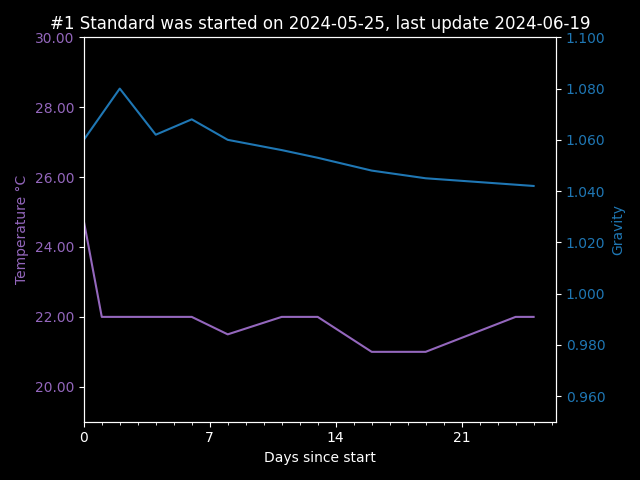 #1 Standard was started on 2024-05-25, last update 2024-06-19
30.00
28.00
26.00
24.00
22.00
20.00
Temperature °C
1.100
1.080
1.060
1.040
1.020
1.000
0.980
0.960
Gravity
0 7 14 21
Days since start